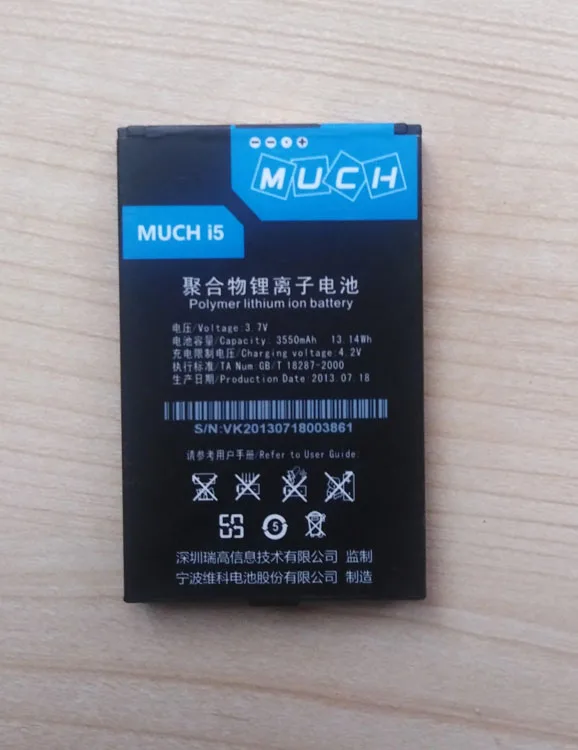 MUCH
MUCH i5
聚合物锂离子电池
Polymer lithium ion battery
电压/Voltage:3.7V
电池容量/Capacity: 3550mAh 13.14Wh
充电限制电压/Charging voltage:4.2V
执行标准/TA Num:GB/T 18287-2000
生产日期/Production Date 2013.07.18
S/N:VK20130718003861
请参考用户手册/Refer to User Guide
5
深圳瑞高信息技术有限公司 监制
宁波维科电池股份有限公司 制造